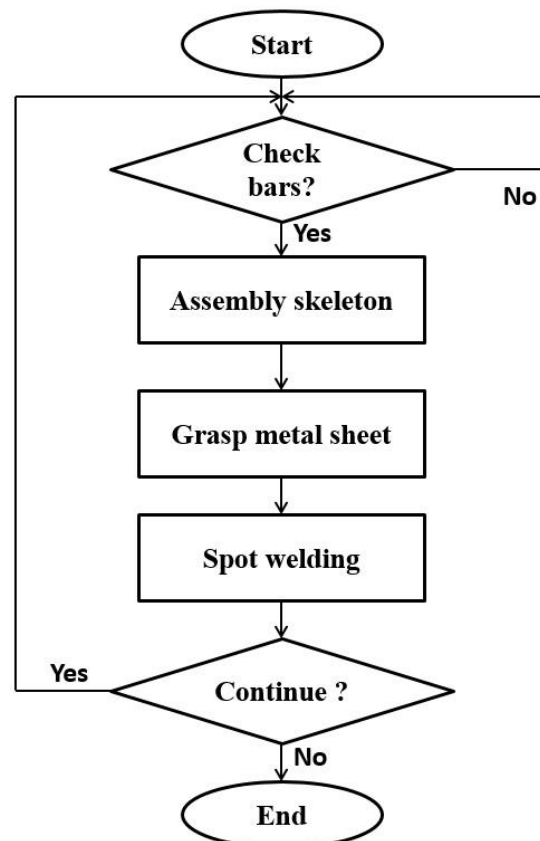 Start
Check
bars?
No
Yes
Assembly skeleton
Grasp metal sheet
Spot welding
Yes
Continue ?
No
End